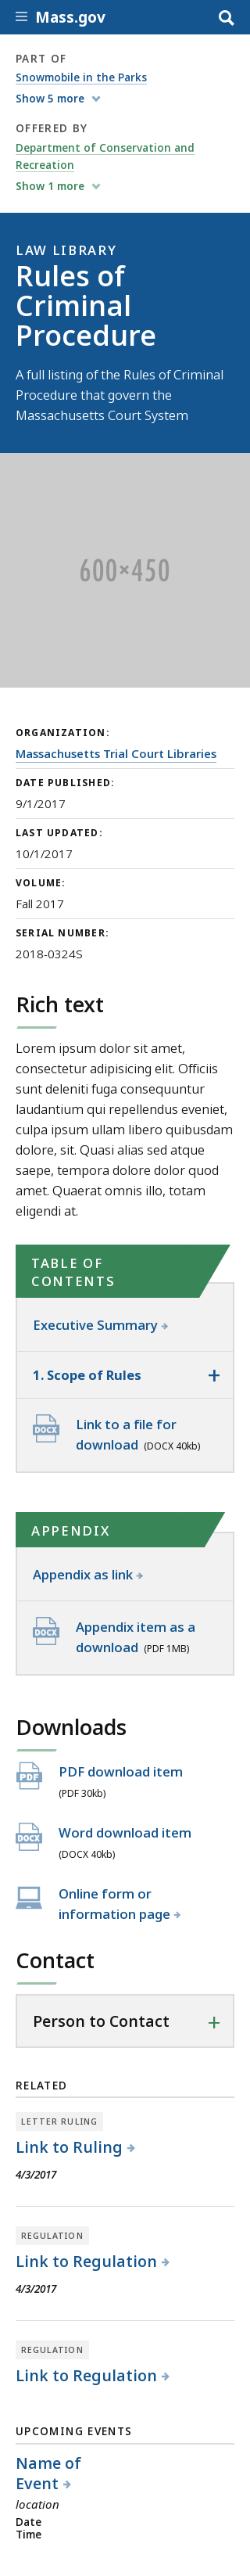 Mass.gov
PART OF
Snowmobile in the Parks
Show 5 more
OFFERED BY
Department of Conservation and
Recreation
Show 1 more
LAW LIBRARY
Rules of
Criminal
Procedure
A full listing of the Rules of Criminal
Procedure that govern the
Massachusetts Court System
600×450
ORGANIZATION:
Massachusetts Trial Court Libraries
DATE PUBLISHED:
9/1/2017
LAST UPDATED:
10/1/2017
VOLUME:
Fall 2017
SERIAL NUMBER:
2018-0324S
Rich text
Lorem ipsum dolor sit amet,
consectetur adipisicing elit. Officiis
sunt deleniti fuga consequuntur
laudantium qui repellendus eveniet,
culpa ipsum ullam libero quibusdam
dolore, sit. Quasi alias sed atque
saepe, tempora dolore dolor quod
amet. Quaerat omnis illo, totam
eligendi at.
TABLE OF
CONTENTS
Executive Summary
1. Scope of Rules
DOCX
Link to a file for
download (DOCX 40kb)
APPENDIX
Appendix as link
DOCX
Appendix item as a
download (PDF 1MB)
Downloads
PDF
PDF download item
(PDF 30kb)
DOCX
Word download item
(DOCX 40kb)
Online form or
information page
Contact
Person to Contact
RELATED
LETTER RULING
Link to Ruling
4/3/2017
REGULATION
Link to Regulation
4/3/2017
REGULATION
Link to Regulation
UPCOMING EVENTS
Name of
Event
location
Date
Time